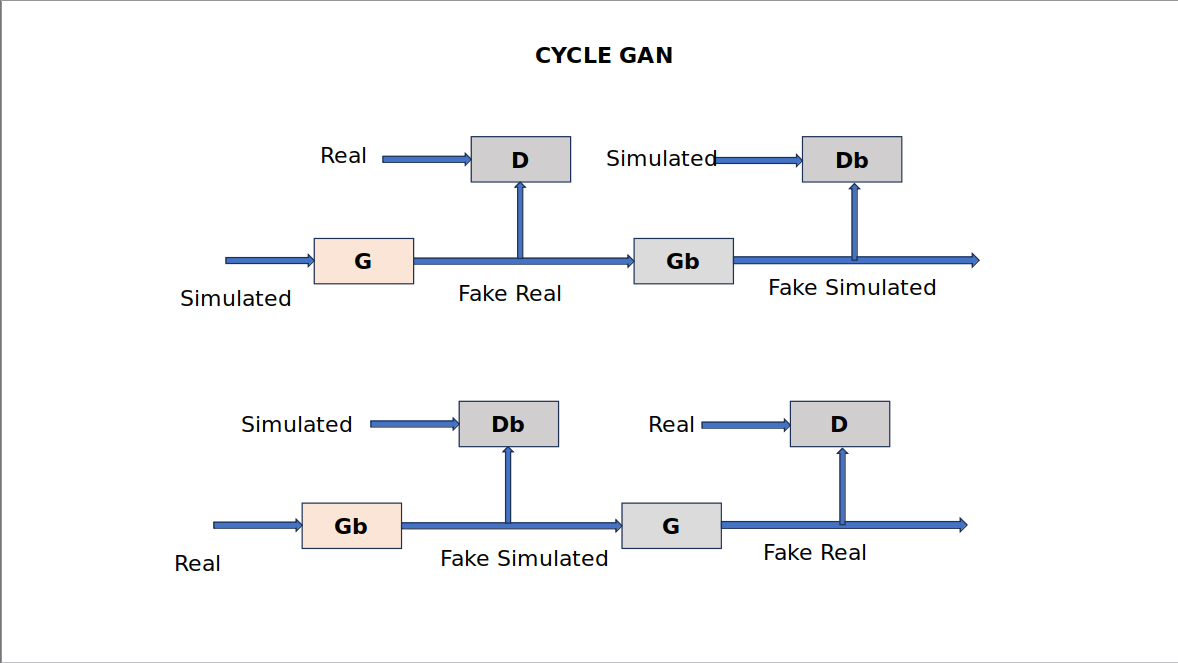 CYCLE GAN
Real
D
Simulated
Db
G
Gb
Simulated
Fake Real
Fake Simulated
Simulated
Db
Real
D
Gb
G
Real
Fake Simulated
Fake Real